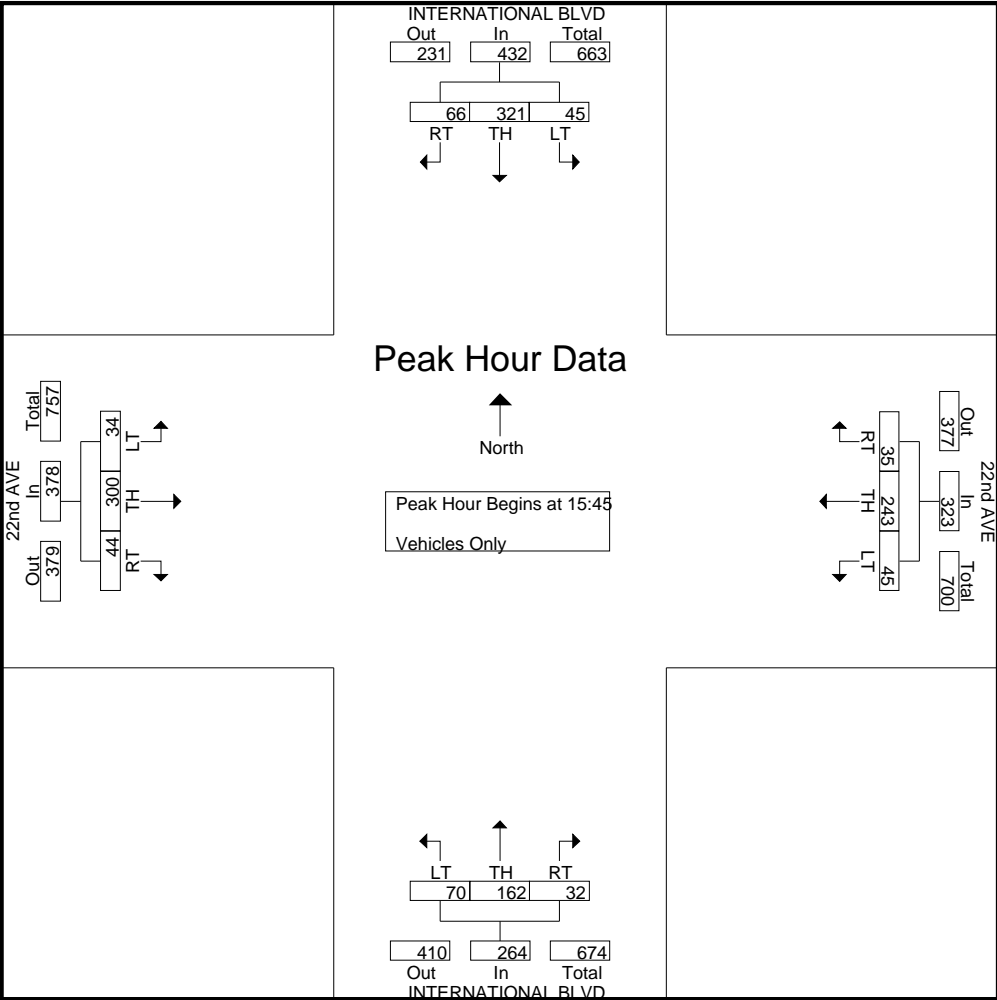 INTERNATIONAL BLVD
Out In Total
231 432 663
66 321 45
RT TH LT
Peak Hour Data
North
Peak Hour Begins at 15:45
Vehicles Only
22nd AVE
Out In Total
379 378 757
44 300 34
RT TH LT
22nd AVE
Out In Total
377 323 700
35 243 45
RT TH LT
LT TH RT
70 162 32
410 264 674
Out In Total
INTERNATIONAL BLVD